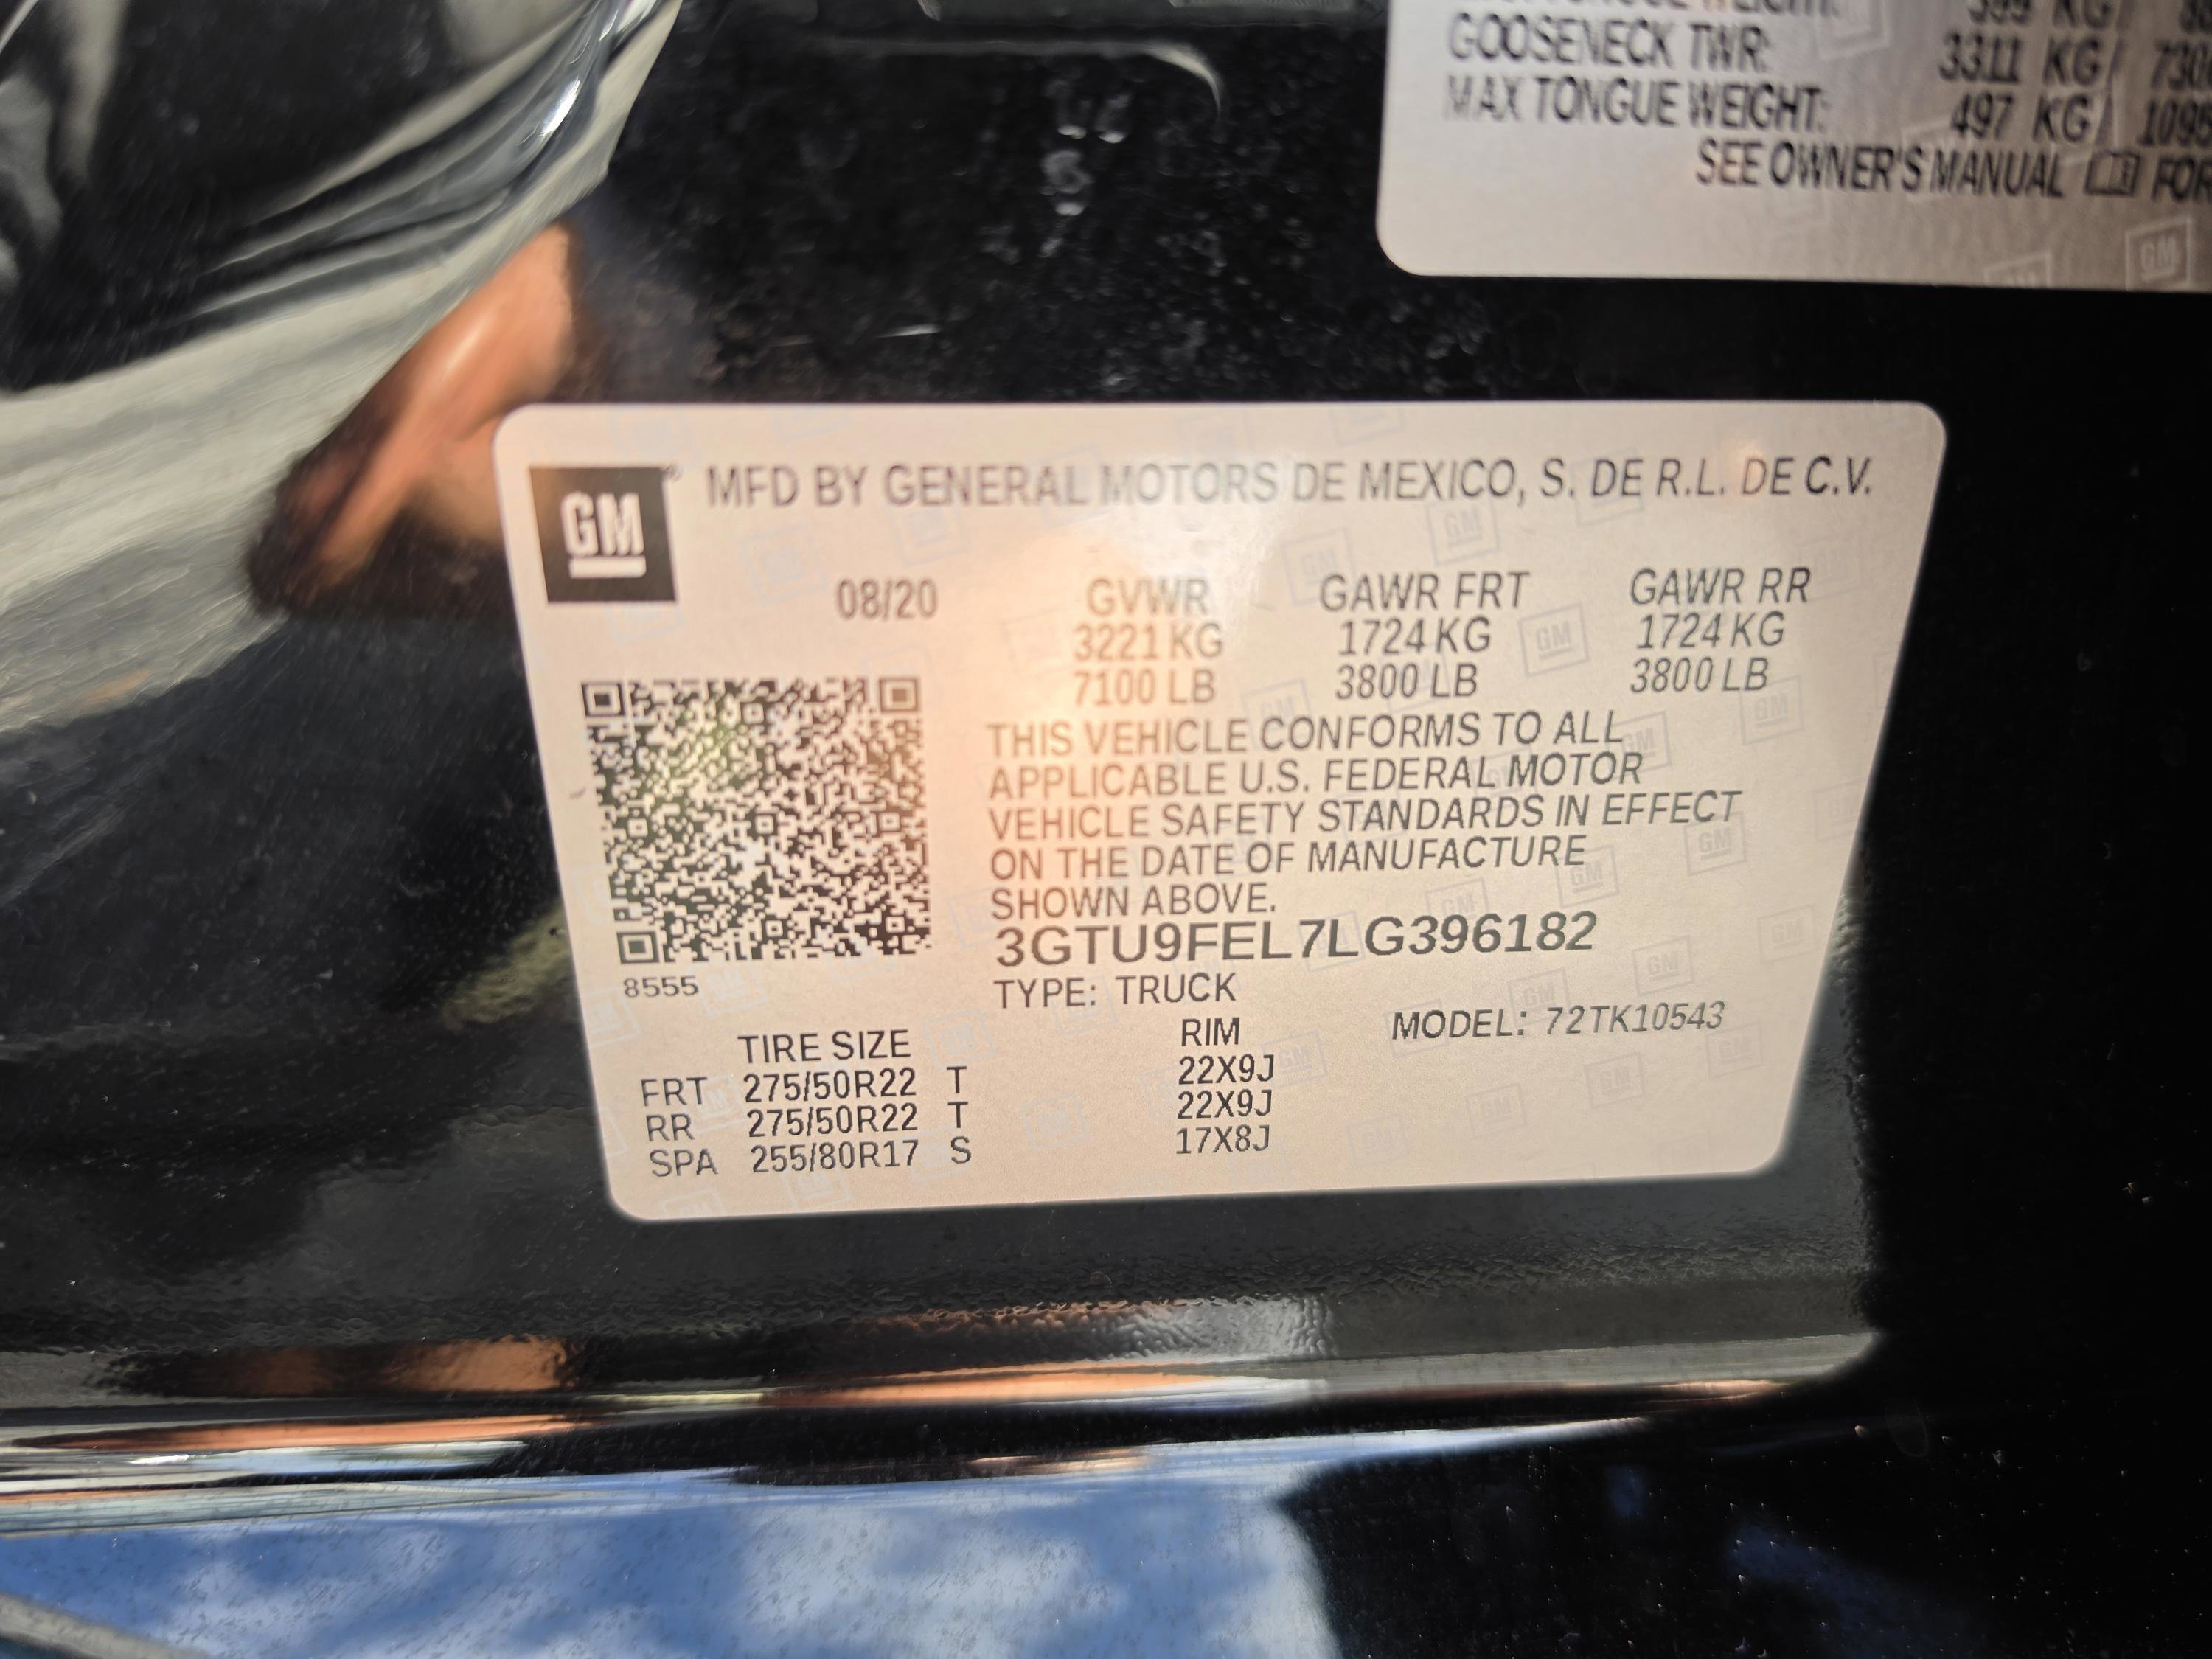 GOOSENECK TWR: 3311 KG/
MAX TONGUE WEIGHT: 497 KG/
SEE OWNER'S MANUAL FOR
GM
GM
® MFD BY GENERAL MOTORS DE MEXICO, S. DE R.L. DE C.V.
08/20 GVWR GAWR FRT GAWR RR
3221 KG 1724 KG 1724 KG
7100 LB 3800 LB 3800 LB
THIS VEHICLE CONFORMS TO ALL
APPLICABLE U.S. FEDERAL MOTOR
VEHICLE SAFETY STANDARDS IN EFFECT
ON THE DATE OF MANUFACTURE
SHOWN ABOVE.
3GTU9FEL7LG396182
8555
TYPE: TRUCK
TIRE SIZE RIM MODEL: 72TK10543
FRT 275/50R22 T 22X9J
RR 275/50R22 T 22X9J
SPA 255/80R17 S 17X8J